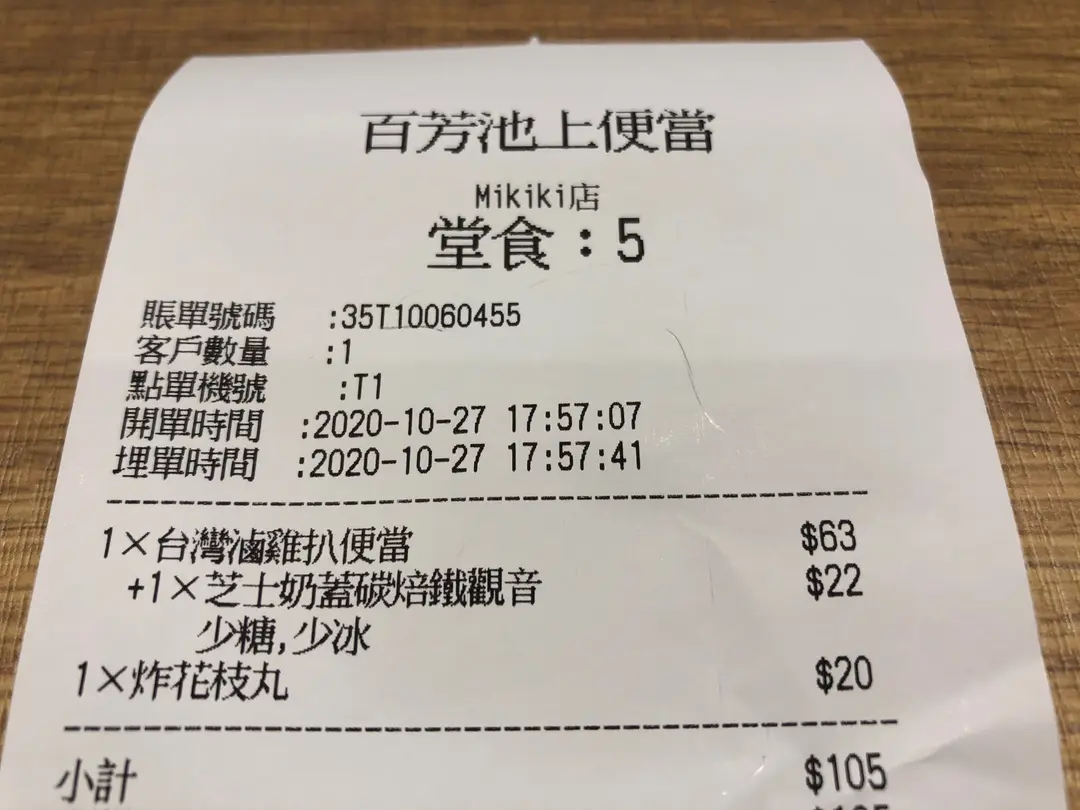 百芳池上便當
Mikiki店
堂食：5
賬單號碼 :35T10060455
客戶數量 :1
點單機號 :T1
開單時間 :2020-10-27 17:57:07
埋單時間 :2020-10-27 17:57:41
1×台灣滷雞扒便當 $63
+1×芝士奶蓋碳焙鐵觀音 $22
少糖,少冰
1×炸花枝丸 $20
小計 $105